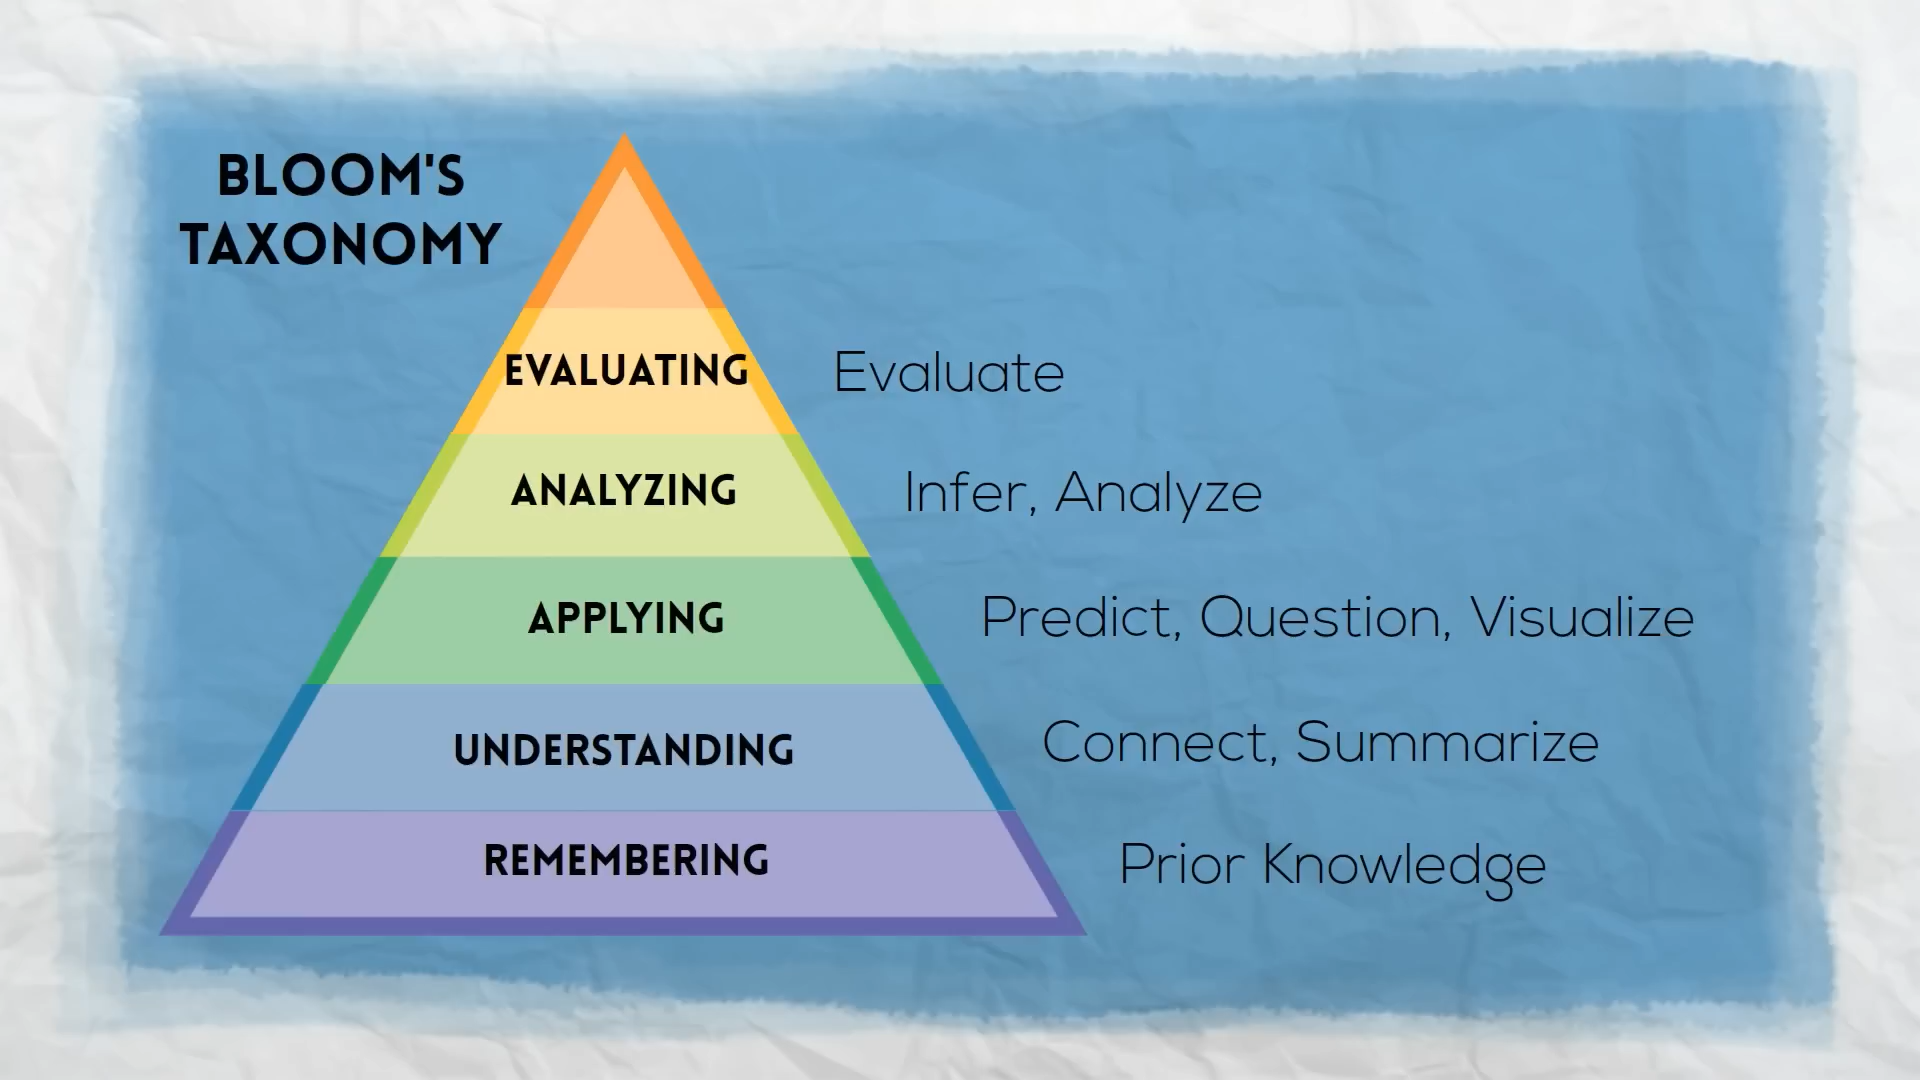 BLOOM'S
TAXONOMY
EVALUATING Evaluate
ANALYZING Infer, Analyze
APPLYING Predict, Question, Visualize
UNDERSTANDING Connect, Summarize
REMEMBERING Prior Knowledge